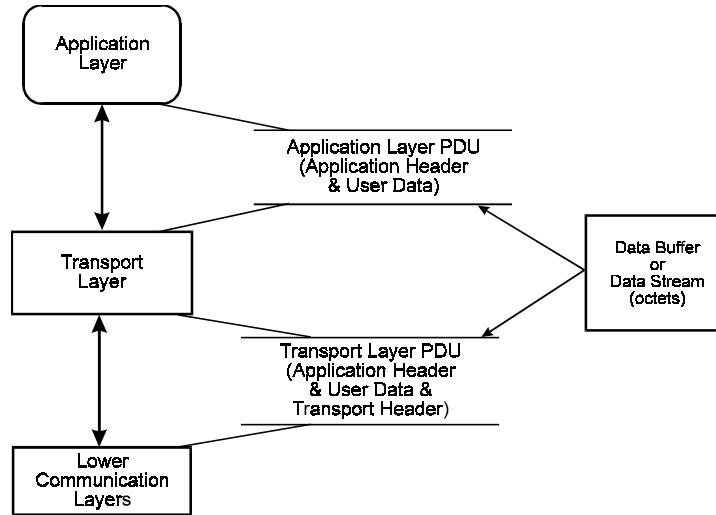 Application
Layer
Application Layer PDU
(Application Header
& User Data)
Transport
Layer
Data Buffer
or
Data Stream
(octets)
Transport Layer PDU
(Application Header
& User Data &
Transport Header)
Lower
Communication
Layers